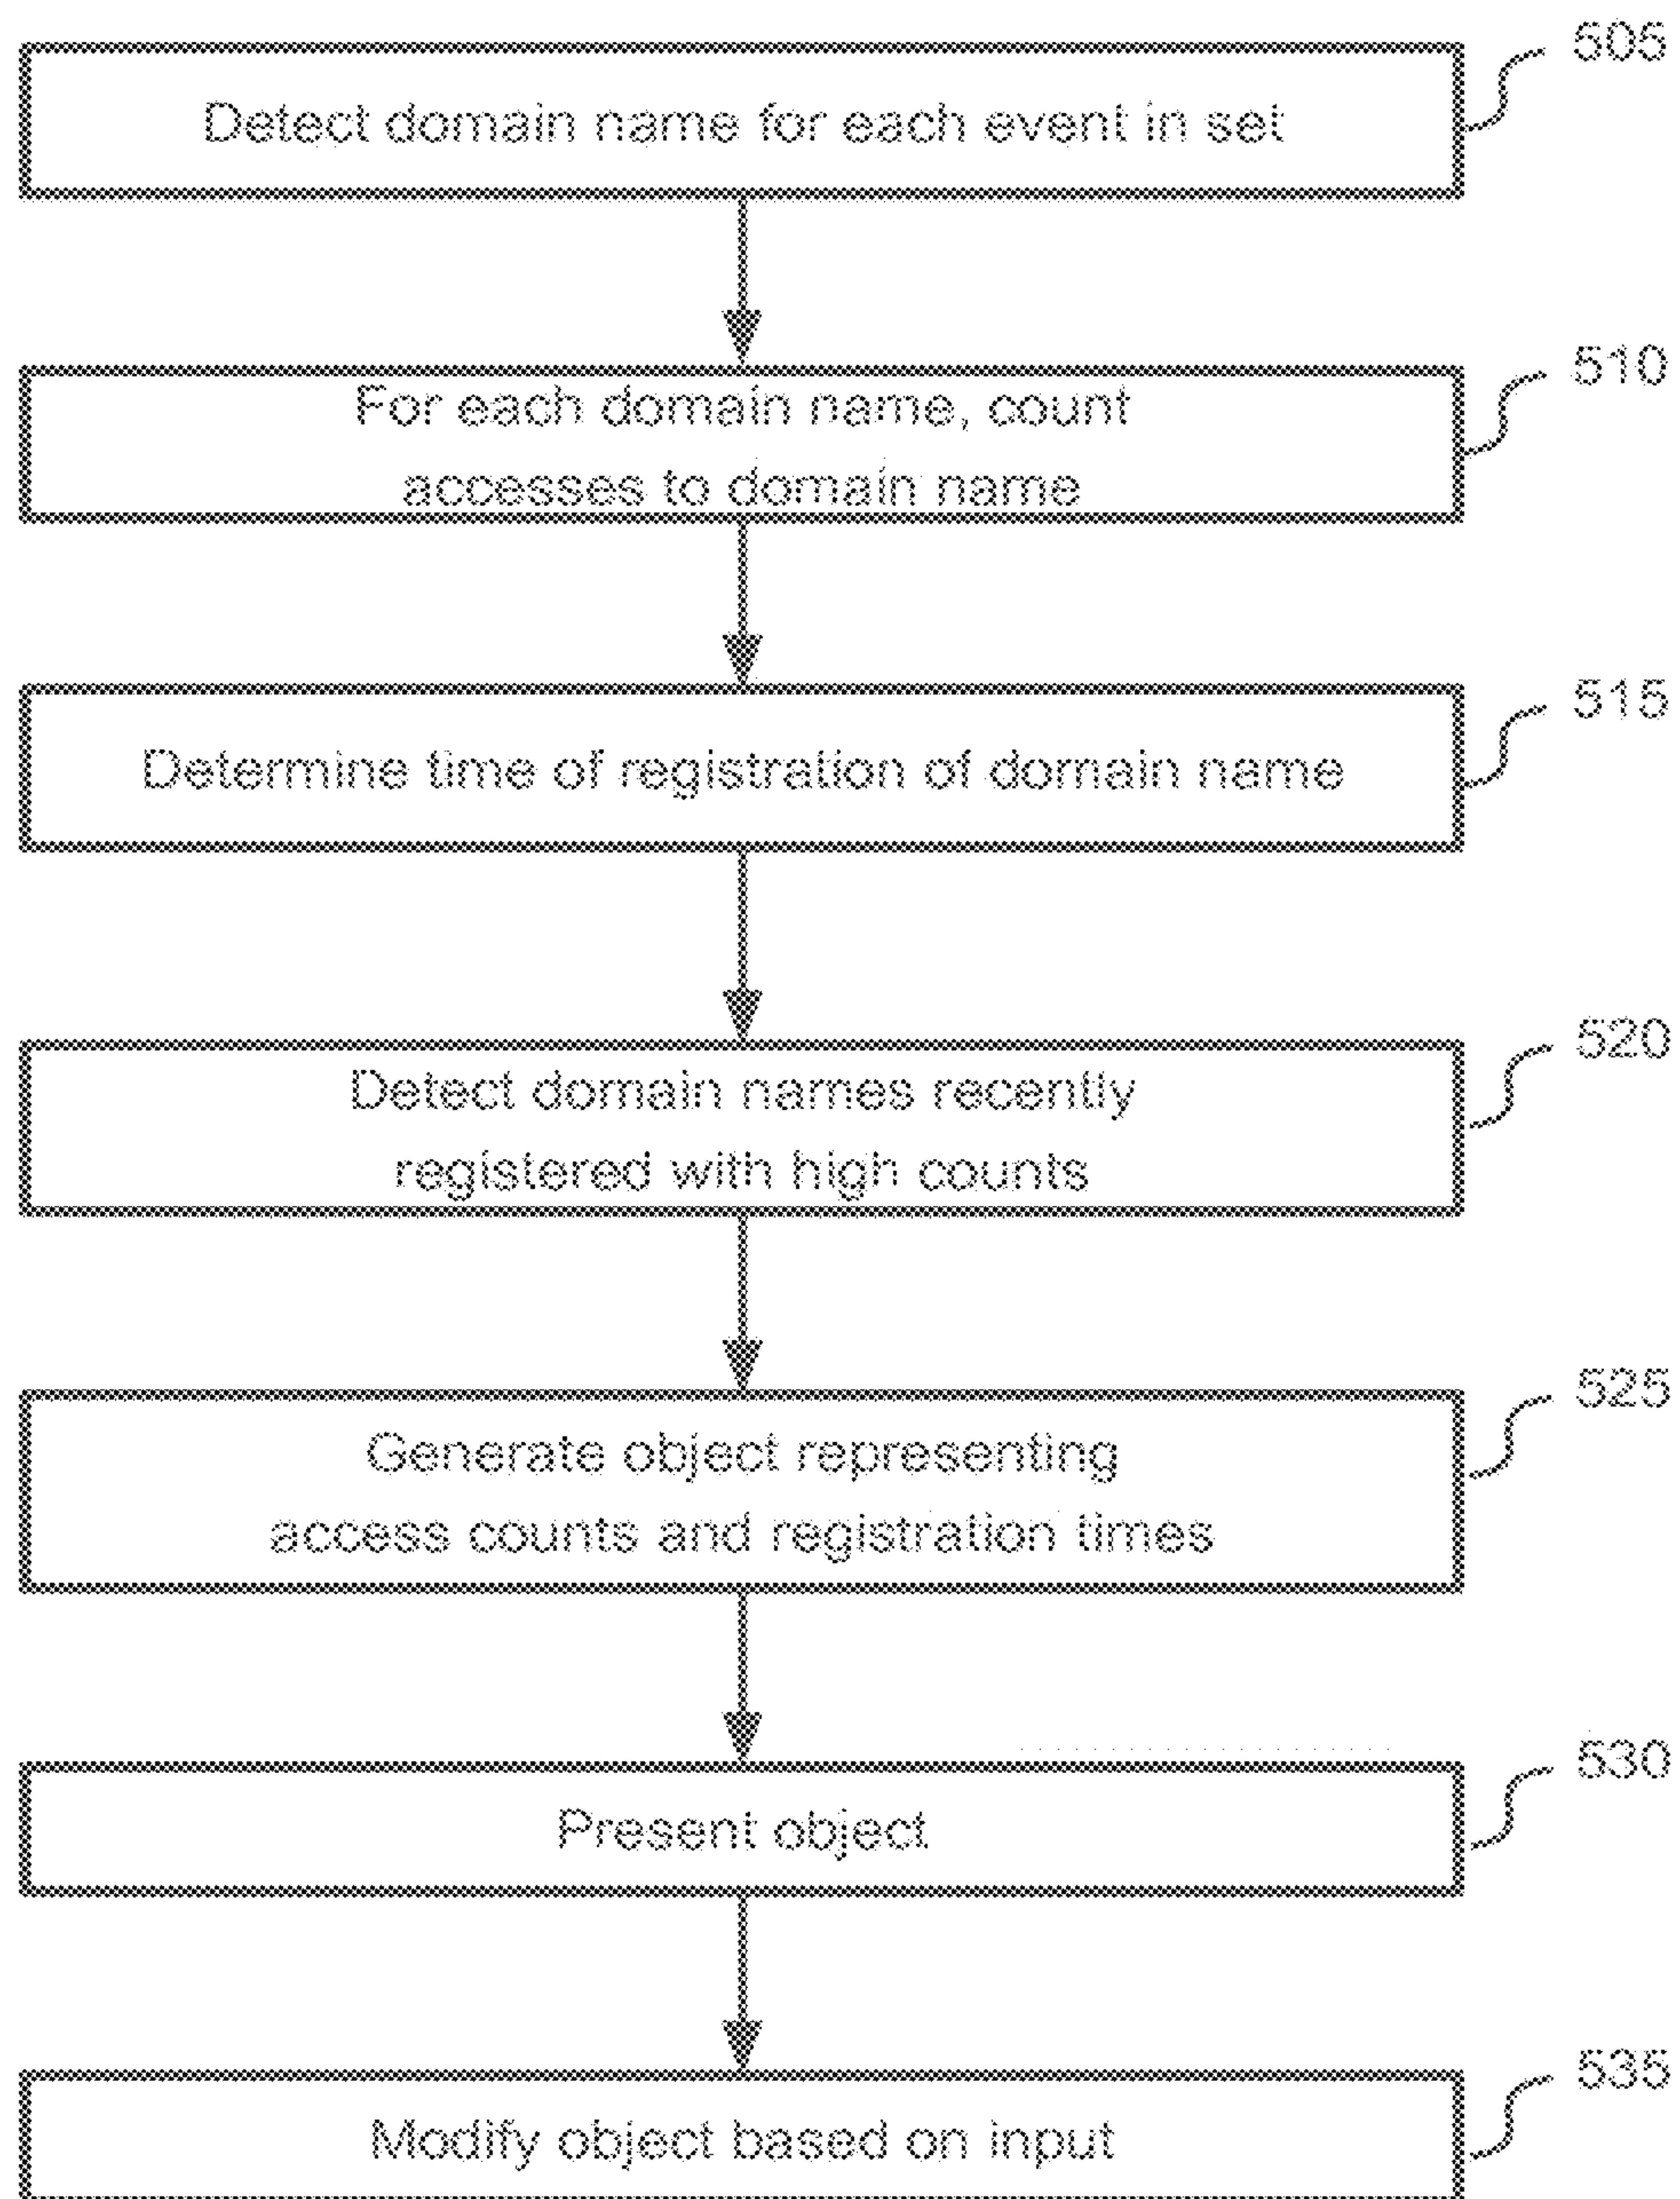 505
Detect domain name for each event in set
510
For each domain name, count
accesses to domain name
515
Determine time of registration of domain name
520
Detect domain names recently
registered with high counts
525
Generate object representing
access counts and registration times
530
Present object
535
Modify object based on input